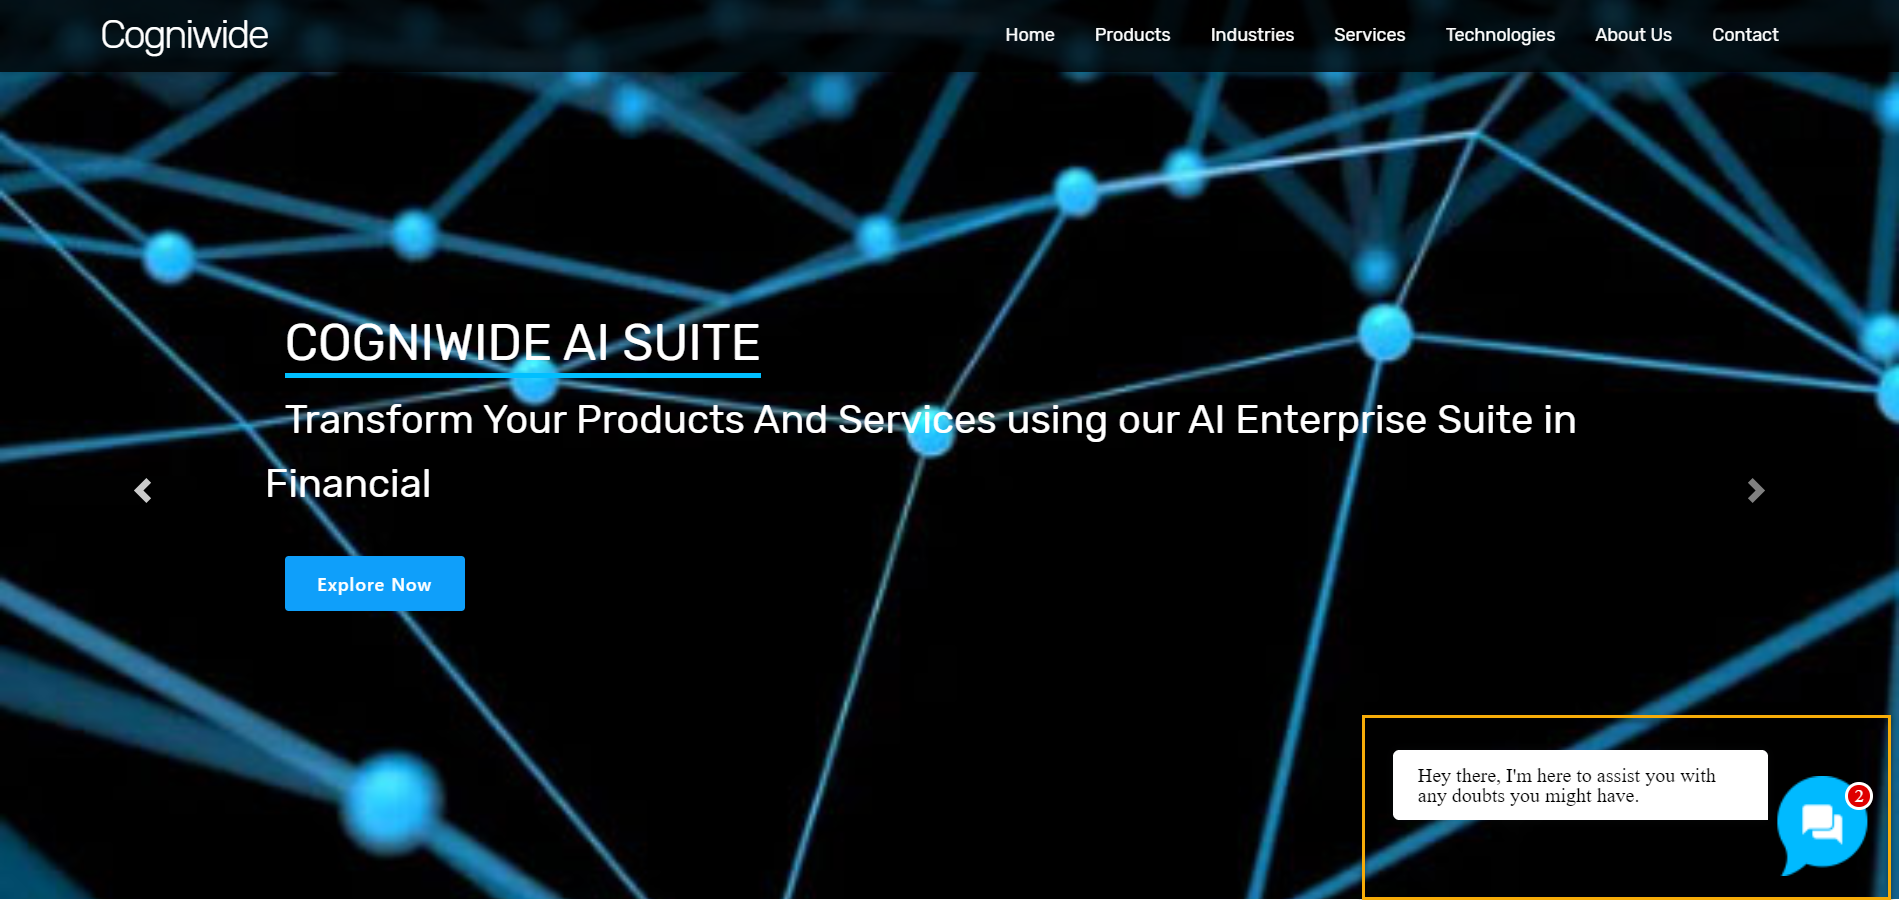 Cogniwide
Home Products Industries Services Technologies About Us Contact
COGNIWIDE AI SUITE
Transform Your Products And Services using our AI Enterprise Suite in
Financial
Explore Now
Hey there, I'm here to assist you with
any doubts you might have.
2